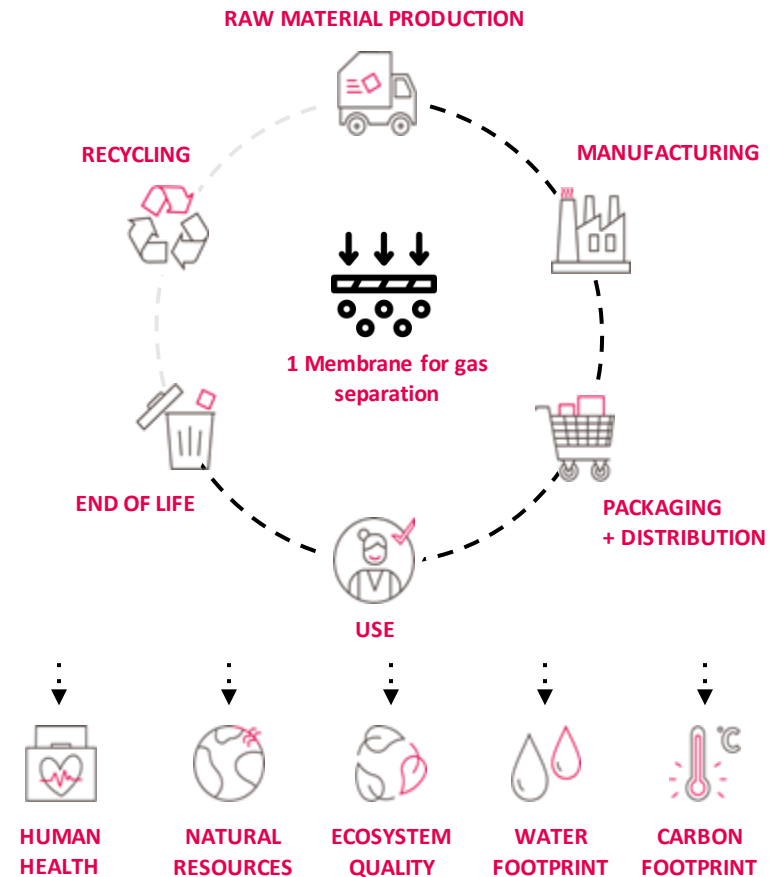 RAW MATERIAL PRODUCTION
RECYCLING
MANUFACTURING
1 Membrane for gas
separation
END OF LIFE
PACKAGING
+ DISTRIBUTION
USE
°C
HUMAN
HEALTH
NATURAL
RESOURCES
ECOSYSTEM
QUALITY
WATER
FOOTPRINT
CARBON
FOOTPRINT